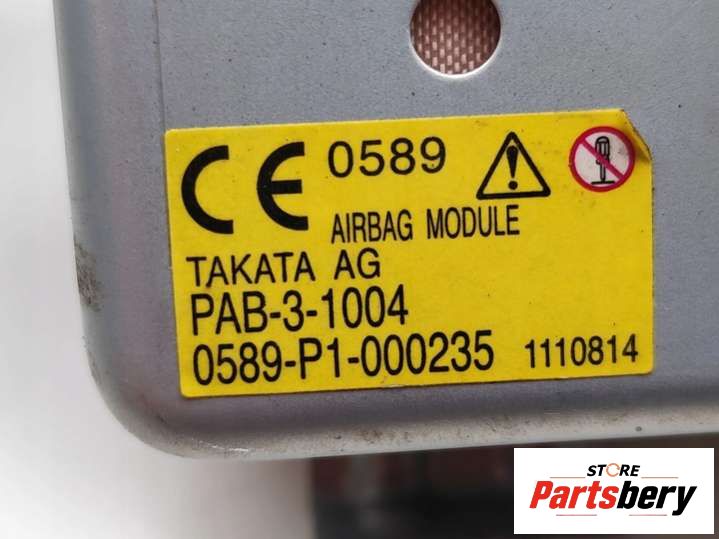 CE 0589
AIRBAG MODULE
TAKATA AG
PAB-3-1004
0589-P1-000235 1110814
STORE
Partsbery